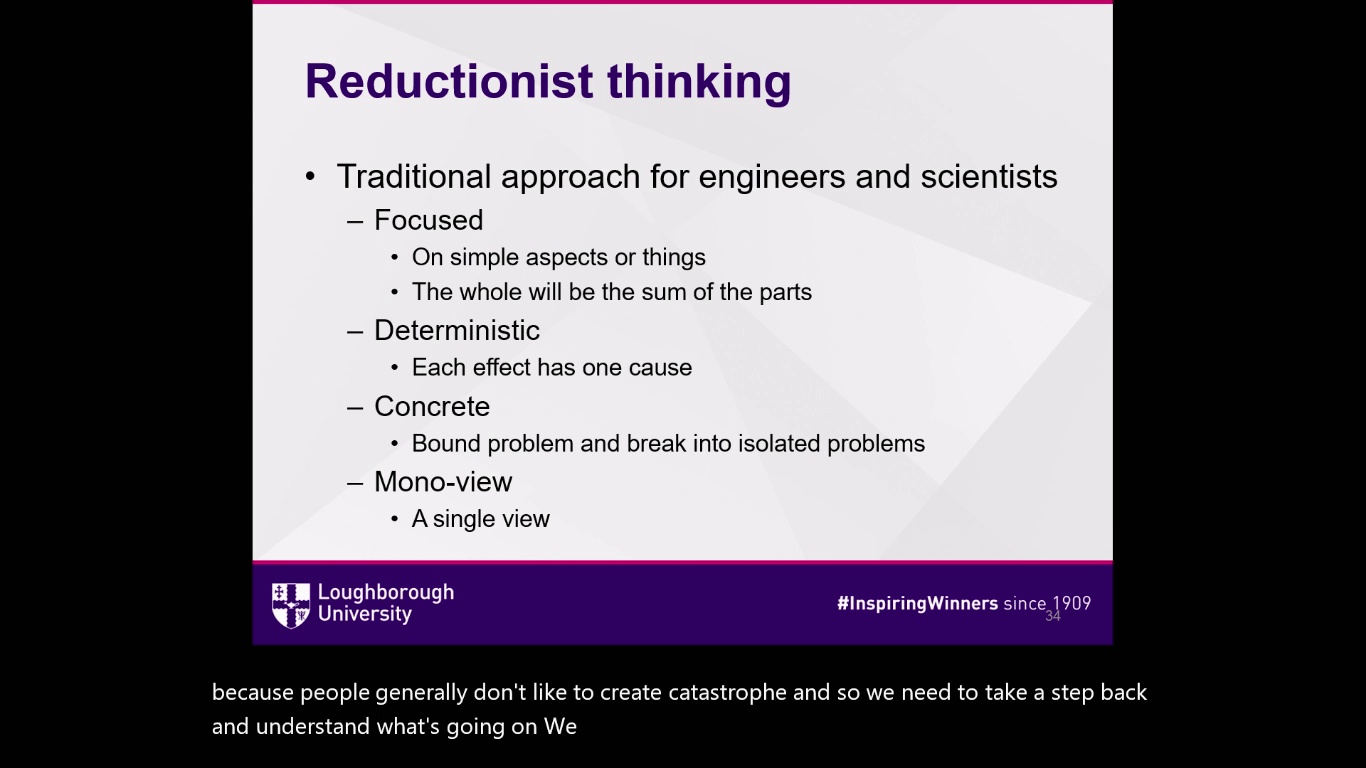 Reductionist thinking
• Traditional approach for engineers and scientists
– Focused
• On simple aspects or things
• The whole will be the sum of the parts
– Deterministic
• Each effect has one cause
– Concrete
• Bound problem and break into isolated problems
– Mono-view
• A single view
Loughborough
University
#InspiringWinners since 1909
34
because people generally don't like to create catastrophe and so we need to take a step back
and understand what's going on We